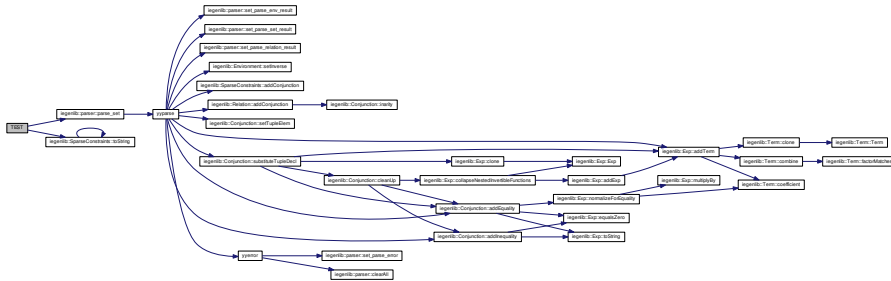 iegenlib::parser::set_parse_env_result
iegenlib::parser::set_parse_set_result
iegenlib::parser::set_parse_relation_result
iegenlib::Environment::setInverse
iegenlib::SparseConstraints::addConjunction
iegenlib::Relation::addConjunction
iegenlib::Conjunction::inarity
iegenlib::parser::parse_set
yyparse
iegenlib::Conjunction::setTupleElem
TEST
iegenlib::SparseConstraints::toString
iegenlib::Exp::addTerm
iegenlib::Term::clone
iegenlib::Term::Term
iegenlib::Conjunction::substituteTupleDecl
iegenlib::Exp::clone
iegenlib::Exp::Exp
iegenlib::Term::combine
iegenlib::Term::factorMatches
iegenlib::Conjunction::cleanUp
iegenlib::Exp::collapseNestedInvertibleFunctions
iegenlib::Exp::addExp
iegenlib::Exp::multiplyBy
iegenlib::Term::coefficient
iegenlib::Exp::normalizeForEquality
iegenlib::Conjunction::addEquality
iegenlib::Exp::equalsZero
iegenlib::Conjunction::addInequality
iegenlib::Exp::toString
yyerror
iegenlib::parser::set_parse_error
iegenlib::parser::clearAll